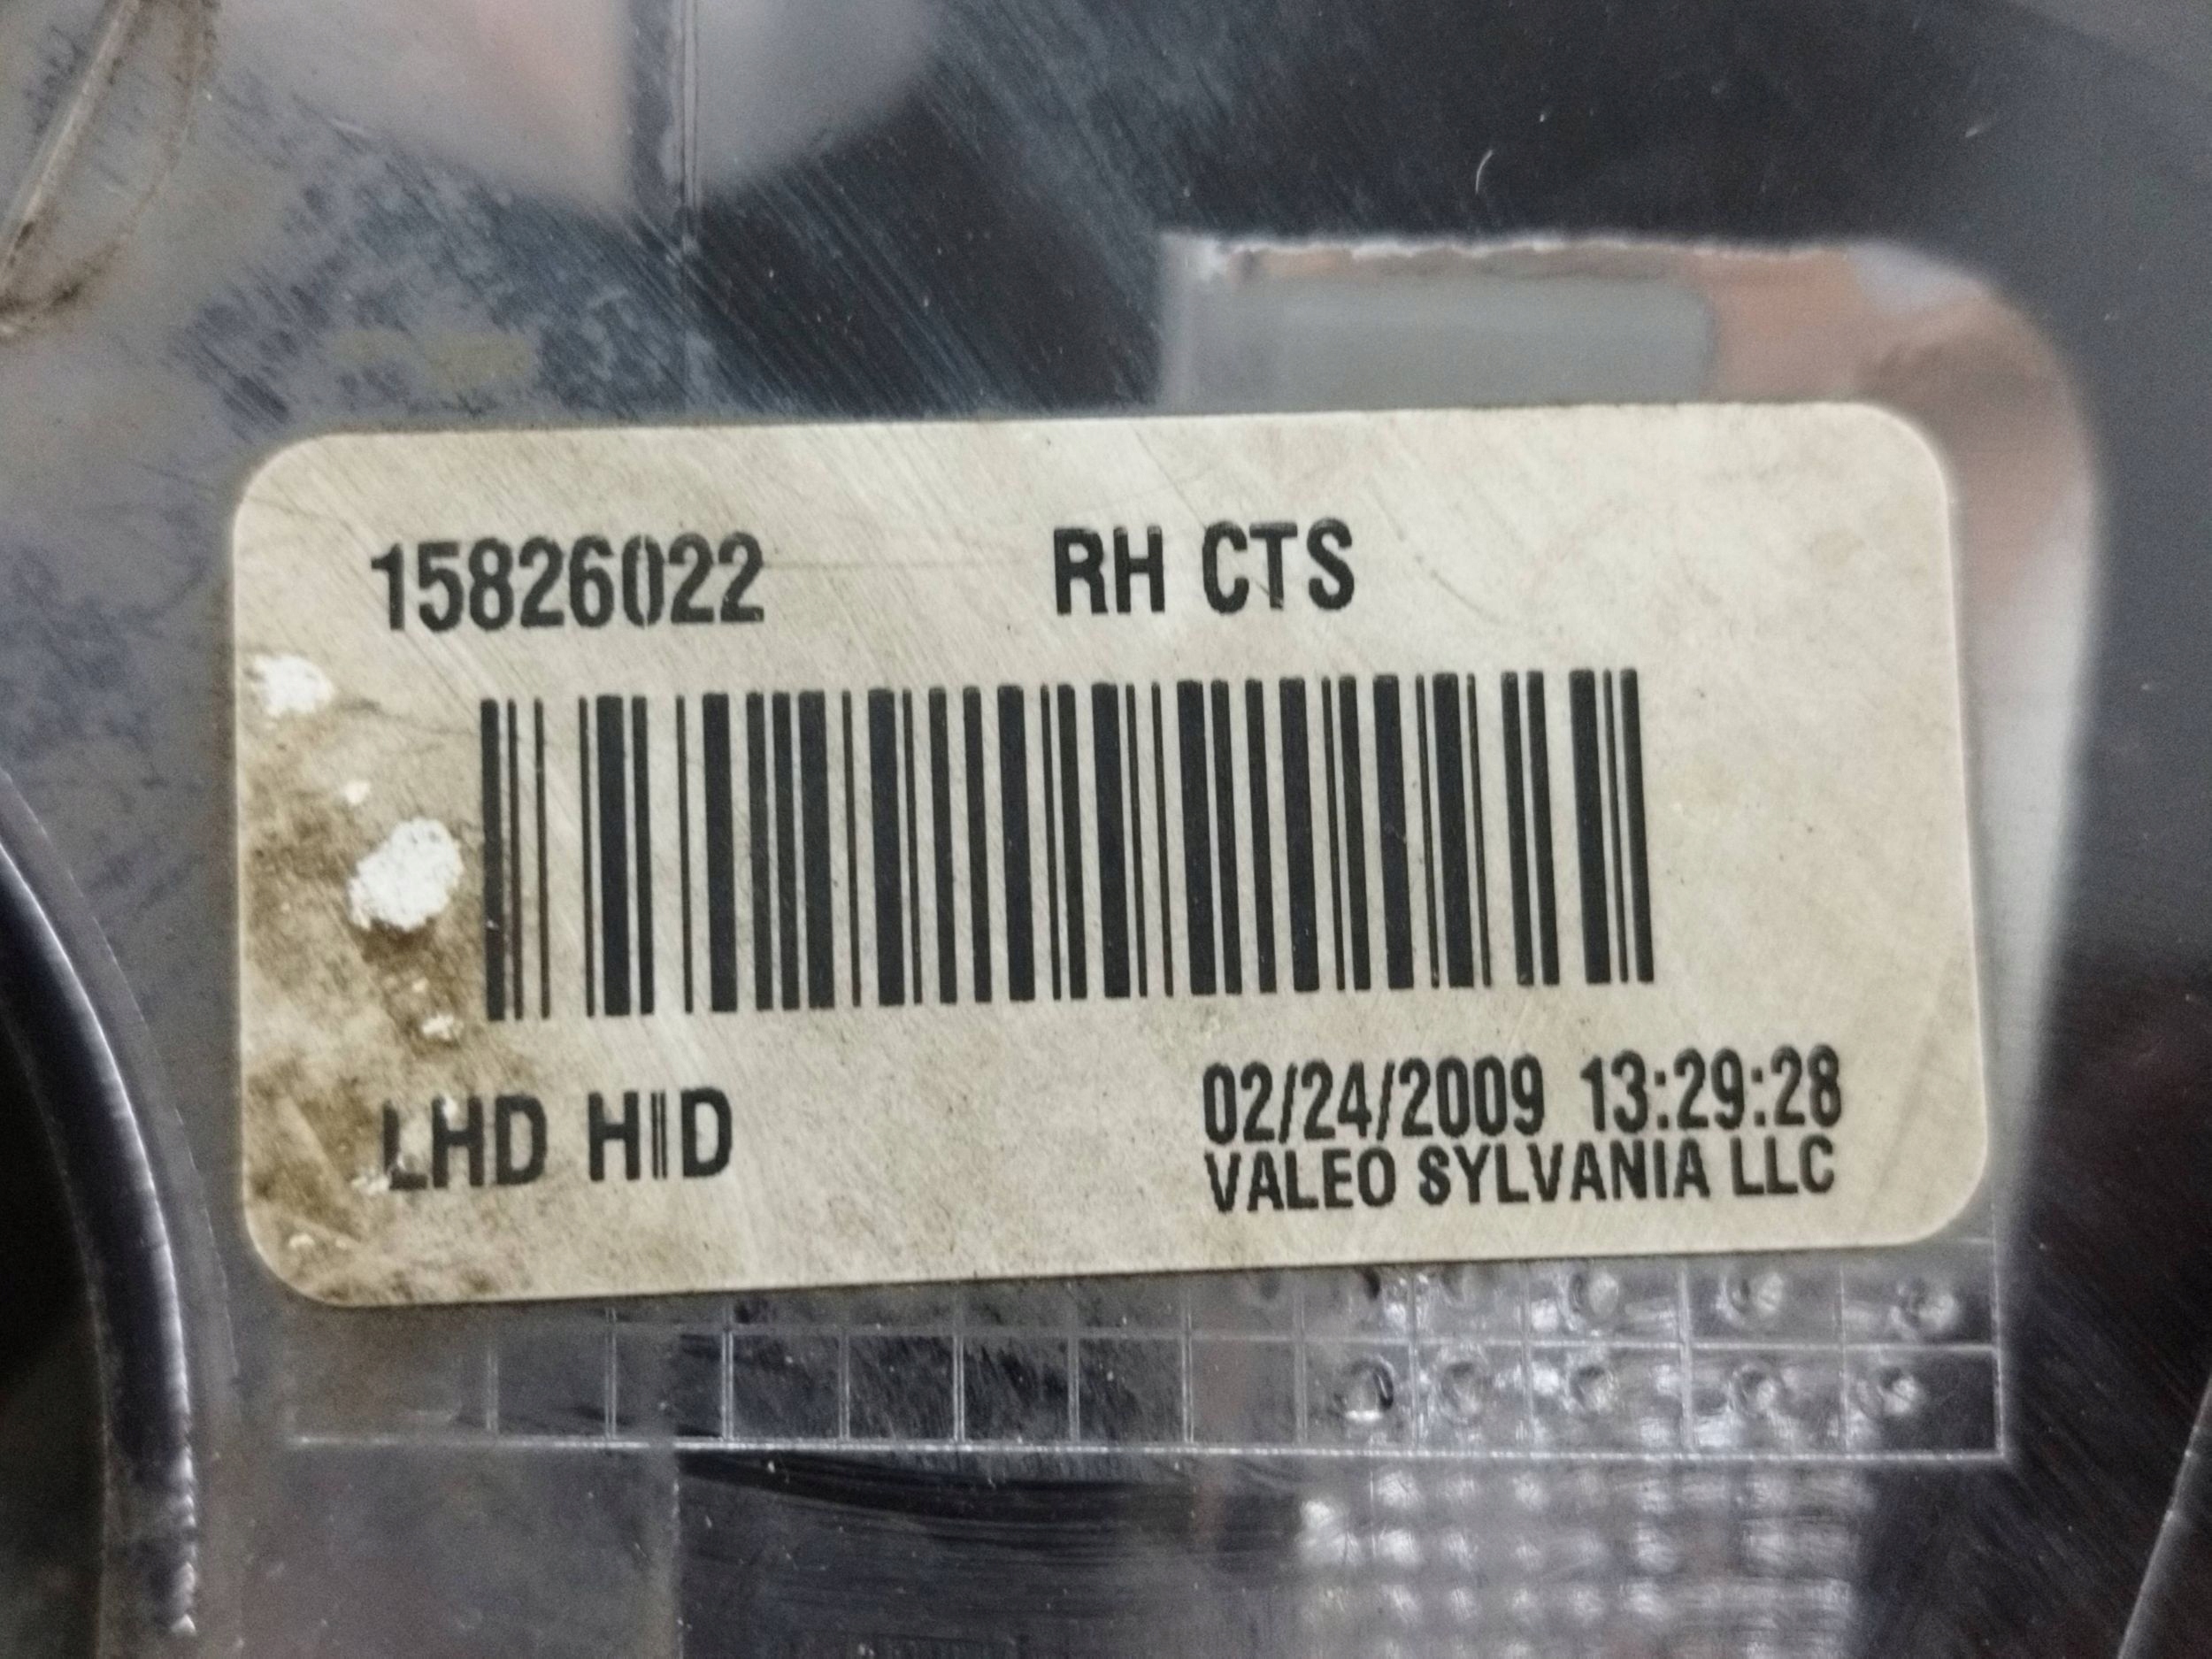 15826022 RH CTS
LHD HID
02/24/2009 13:29:28
VALEO SYLVANIA LLC